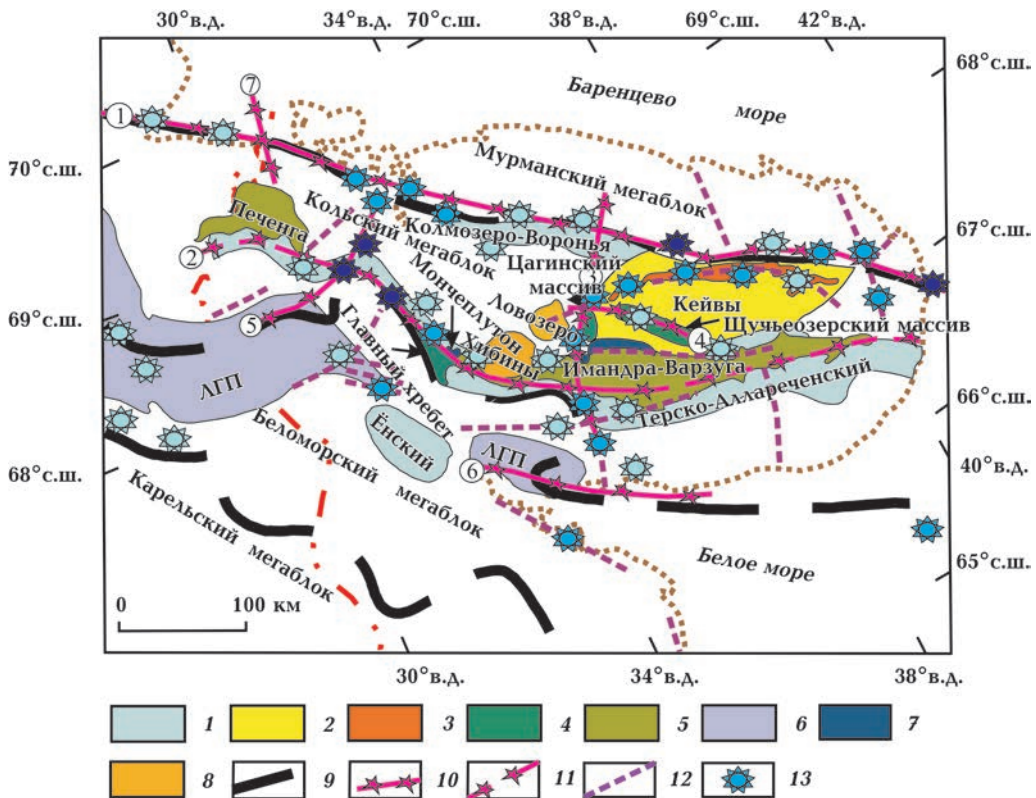 30°в.д. 34°в.д. 70°с.ш. 38°в.д. 69°с.ш. 42°в.д.
68°с.ш.
7
Баренцево море
1
70°с.ш.
Мурманский мегаблок
67°с.ш.
Печенга
Кольский мегаблок
Колмозеро-Воронья
2
Цагинский
массив
3
Кейвы
Мончеплутон
Ловозеро
69°с.ш.
5
Щучьеозерский массив
4
Главный хребет
Хибины
Имандра-Варзуга
ЛГП
Терско-Аллареченский
66°с.ш.
Беломорский мегаблок
Ёнский
ЛГП
6
40°в.д.
68°с.ш.
Карельский мегаблок
Белое море
65°с.ш.
0 100 км
30°в.д. 34°в.д. 38°в.д.
1 2 3 4 5 6 7
8 9 10 11 12 13